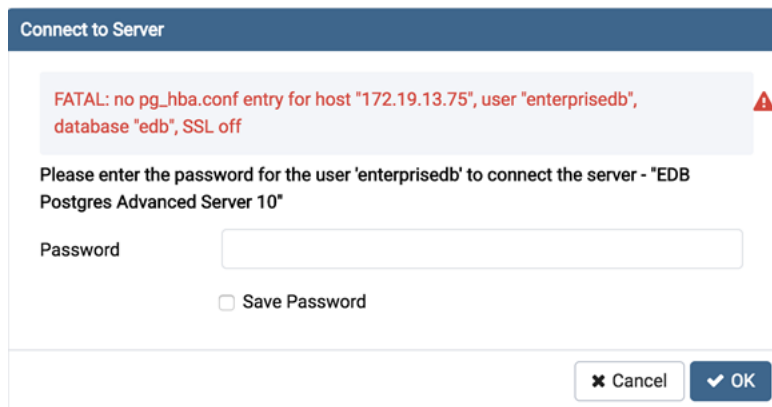 Connect to Server
FATAL: no pg_hba.conf entry for host "172.19.13.75", user "enterprisedb",
database "edb", SSL off
Please enter the password for the user 'enterprisedb' to connect the server - "EDB
Postgres Advanced Server 10"
Password
Save Password
Cancel
OK